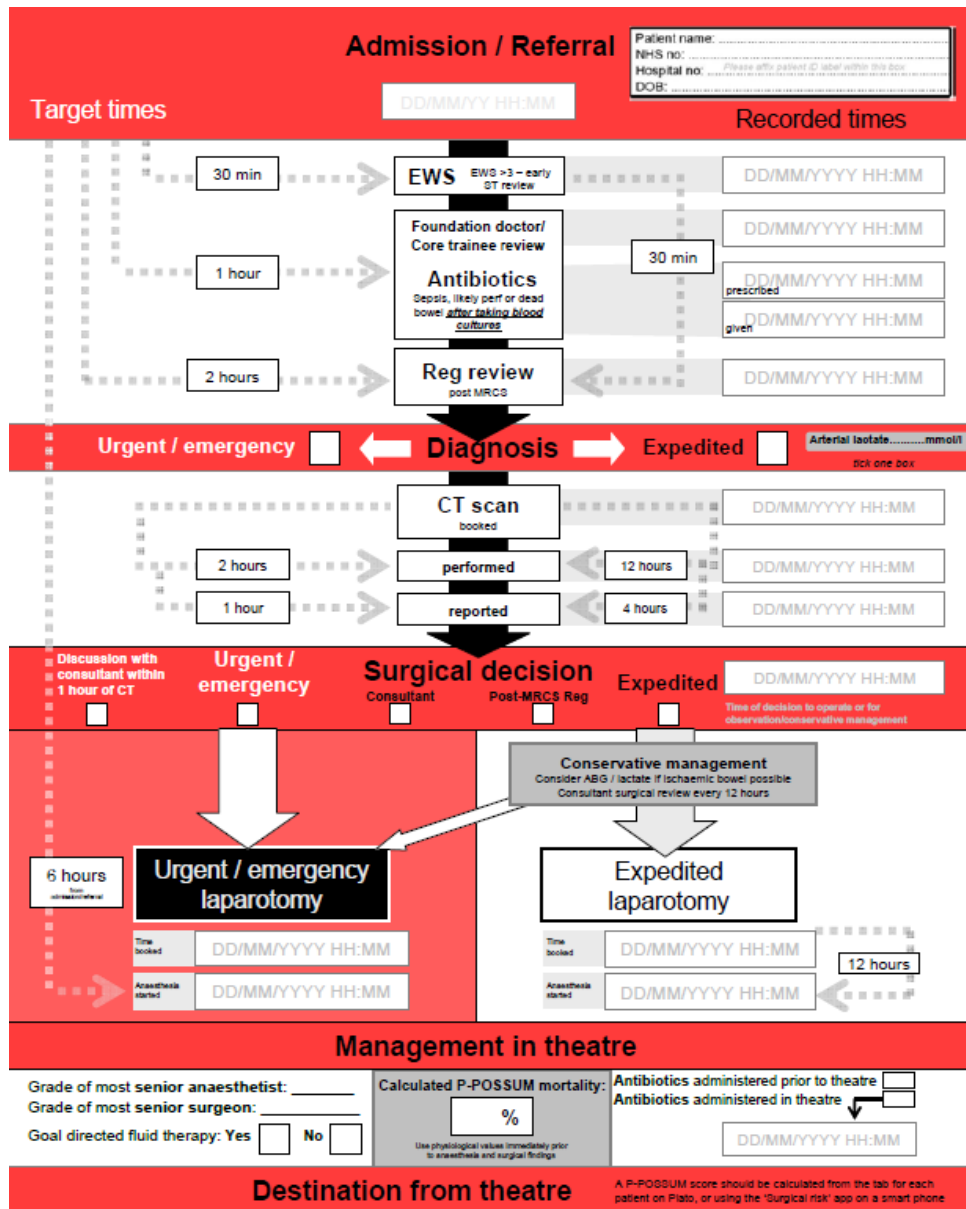 Admission / Referral
Patient name:
NHS no:
Hospital no: Please affix patient ID label within this box
DOB:
DD/MM/YY HH:MM
Target times
Recorded times
30 min
EWS EWS >3 – early ST review
DD/MM/YYYY HH:MM
Foundation doctor/
Core trainee review
DD/MM/YYYY HH:MM
30 min
1 hour
Antibiotics
Sepsis, likely perf or dead
bowel after taking blood
cultures
DD/MM/YYYY HH:MM
prescribed
DD/MM/YYYY HH:MM
given
2 hours
Reg review
post MRCS
DD/MM/YYYY HH:MM
Urgent / emergency
Diagnosis
Expedited
Arterial lactate..........mmol/l
tick one box
CT scan
booked
DD/MM/YYYY HH:MM
2 hours
performed
12 hours
DD/MM/YYYY HH:MM
1 hour
reported
4 hours
DD/MM/YYYY HH:MM
Discussion with
consultant within
1 hour of CT
Urgent /
emergency
Surgical decision
Consultant
Post-MRCS Reg
Expedited
DD/MM/YYYY HH:MM
Time of decision to operate or for
observation/conservative management
Conservative management
Consider ABG / lactate if ischaemic bowel possible
Consultant surgical review every 12 hours
6 hours
from
admission/referral
Urgent / emergency
laparotomy
Expedited
laparotomy
Time
booked
DD/MM/YYYY HH:MM
Time
booked
DD/MM/YYYY HH:MM
12 hours
Anaesthesia
started
DD/MM/YYYY HH:MM
Anaesthesia
started
DD/MM/YYYY HH:MM
Management in theatre
Grade of most senior anaesthetist: _______
Grade of most senior surgeon: ___________
Goal directed fluid therapy: Yes No
Calculated P-POSSUM mortality:
%
Use physiological values immediately prior
to anaesthesia and surgical findings
Antibiotics administered prior to theatre
Antibiotics administered in theatre
DD/MM/YYYY HH:MM
Destination from theatre
A P-POSSUM score should be calculated from the tab for each
patient on Plato, or using the 'Surgical risk' app on a smart phone